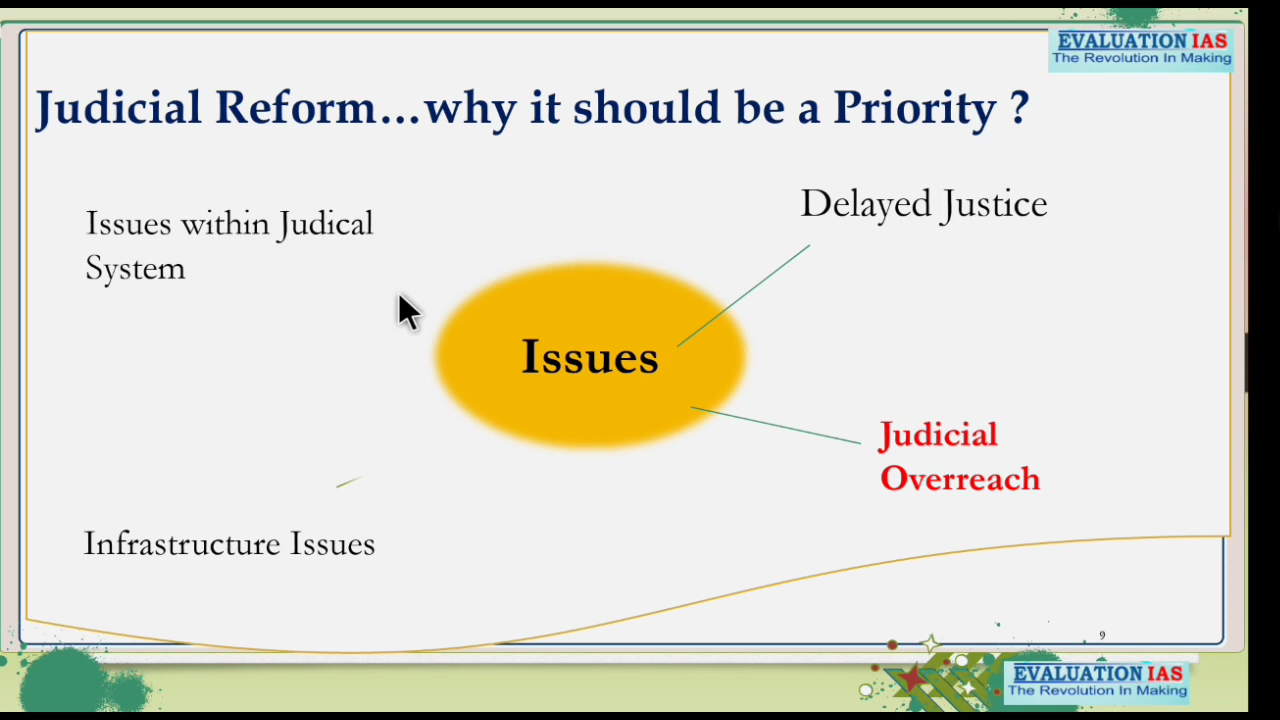 EVALUATION IAS
The Revolution In Making
Judicial Reform...why it should be a Priority ?
Issues within Judical
System
Delayed Justice
Issues
Judicial
Overreach
Infrastructure Issues
9
EVALUATION IAS
The Revolution In Making